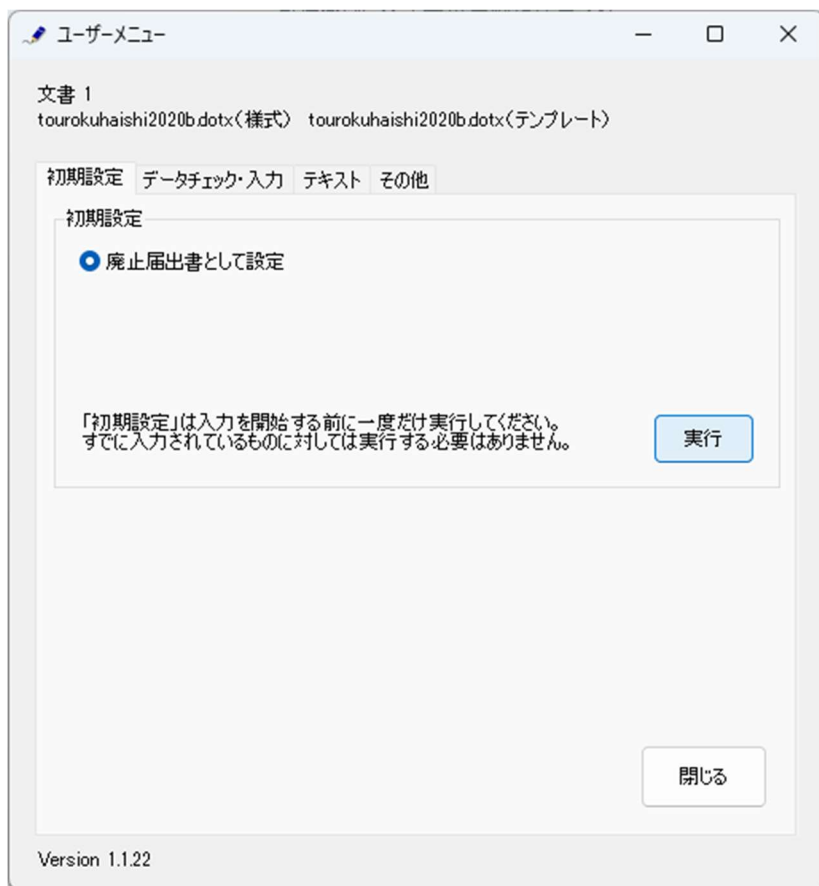 ユーザーメニュー
文書 1
tourokuhaishi2020b.dotx(様式) tourokuhaishi2020b.dotx(テンプレート)
初期設定 データチェック・入力 テキスト その他
初期設定
廃止届出書として設定
「初期設定」は入力を開始する前に一度だけ実行してください。
すでに入力されているものに対しては実行する必要はありません。
実行
閉じる
Version 1.1.22